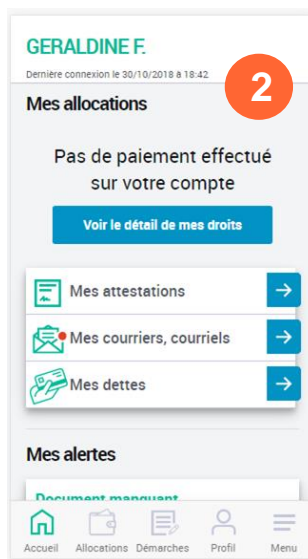 GERALDINE F.
Dernière connexion le 30/10/2018 à 18:42
2
Mes allocations
Pas de paiement effectué
sur votre compte
Voir le détail de mes droits
Mes attestations
Mes courriers, courriels
Mes dettes
Mes alertes
Document manquant
Accueil Allocations Démarches Profil Menu